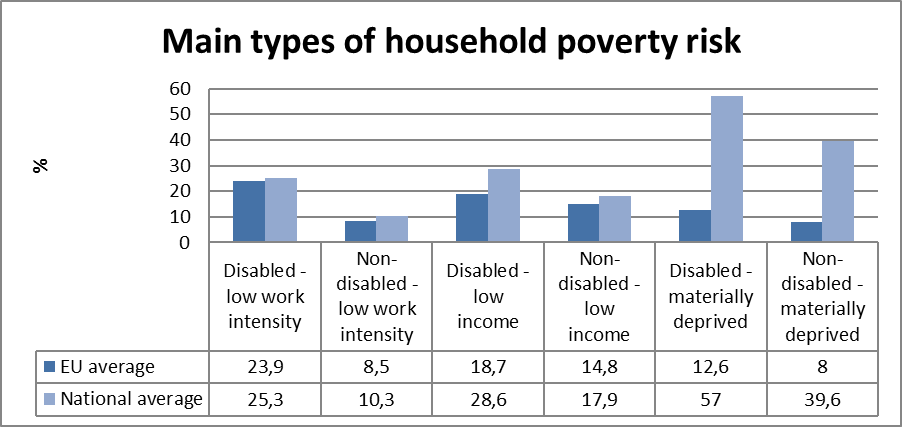 Main types of household poverty risk
%
60
50
40
30
20
10
0
Disabled -
low work
intensity
Non-
disabled -
low work
intensity
Disabled -
low
income
Non-
disabled -
low
income
Disabled -
materially
deprived
Non-
disabled -
materially
deprived
EU average 23,9 8,5 18,7 14,8 12,6 8
National average 25,3 10,3 28,6 17,9 57 39,6